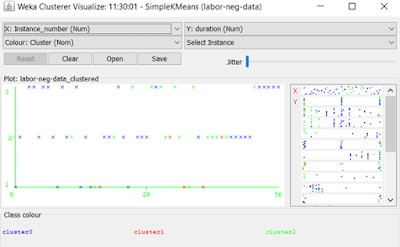 Weka Clusterer Visualize: 11:30:01 - SimpleKMeans (labor-neg-data)
X: Instance_number (Num)
Y: duration (Num)
Colour: Cluster (Nom)
Select Instance
Reset
Clear
Open
Save
Jitter
Plot: labor-neg-data_clustered
X
Y
3
2
1
0
28
56
Class colour
cluster0
cluster1
cluster2